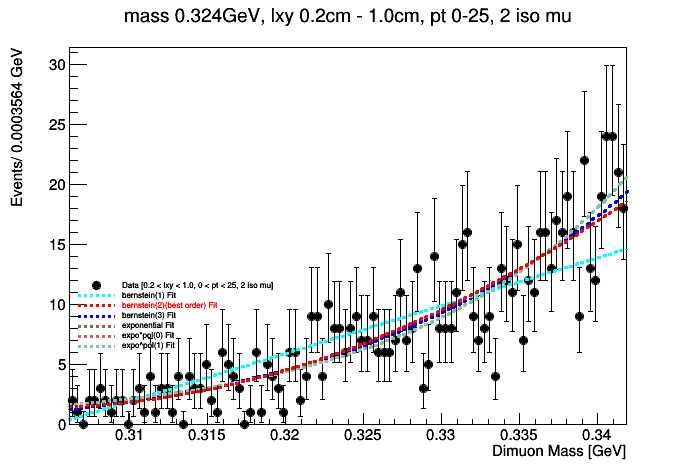 mass 0.324GeV, lxy 0.2cm - 1.0cm, pt 0-25, 2 iso mu
Events/ 0.0003564 GeV
30
25
20
15
10
5
0
Data [0.2 < lxy < 1.0, 0 < pt < 25, 2 iso mu]
bernstein(1) Fit
bernstein(2)(best order) Fit
bernstein(3) Fit
exponential Fit
expo*pol(0) Fit
expo*pol(1) Fit
0.31 0.315 0.32 0.325 0.33 0.335 0.34
Dimuon Mass [GeV]